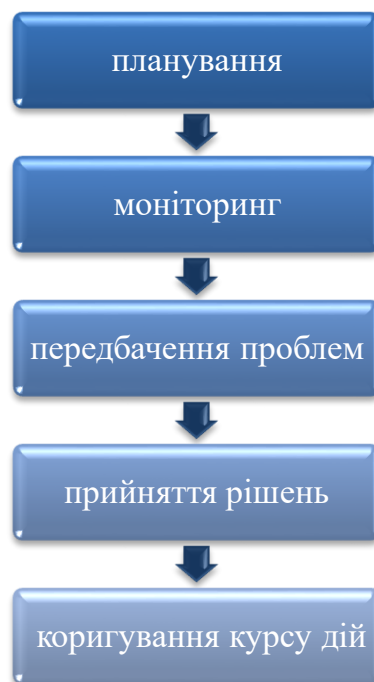 планування
моніторинг
передбачення проблем
прийняття рішень
коригування курсу дій